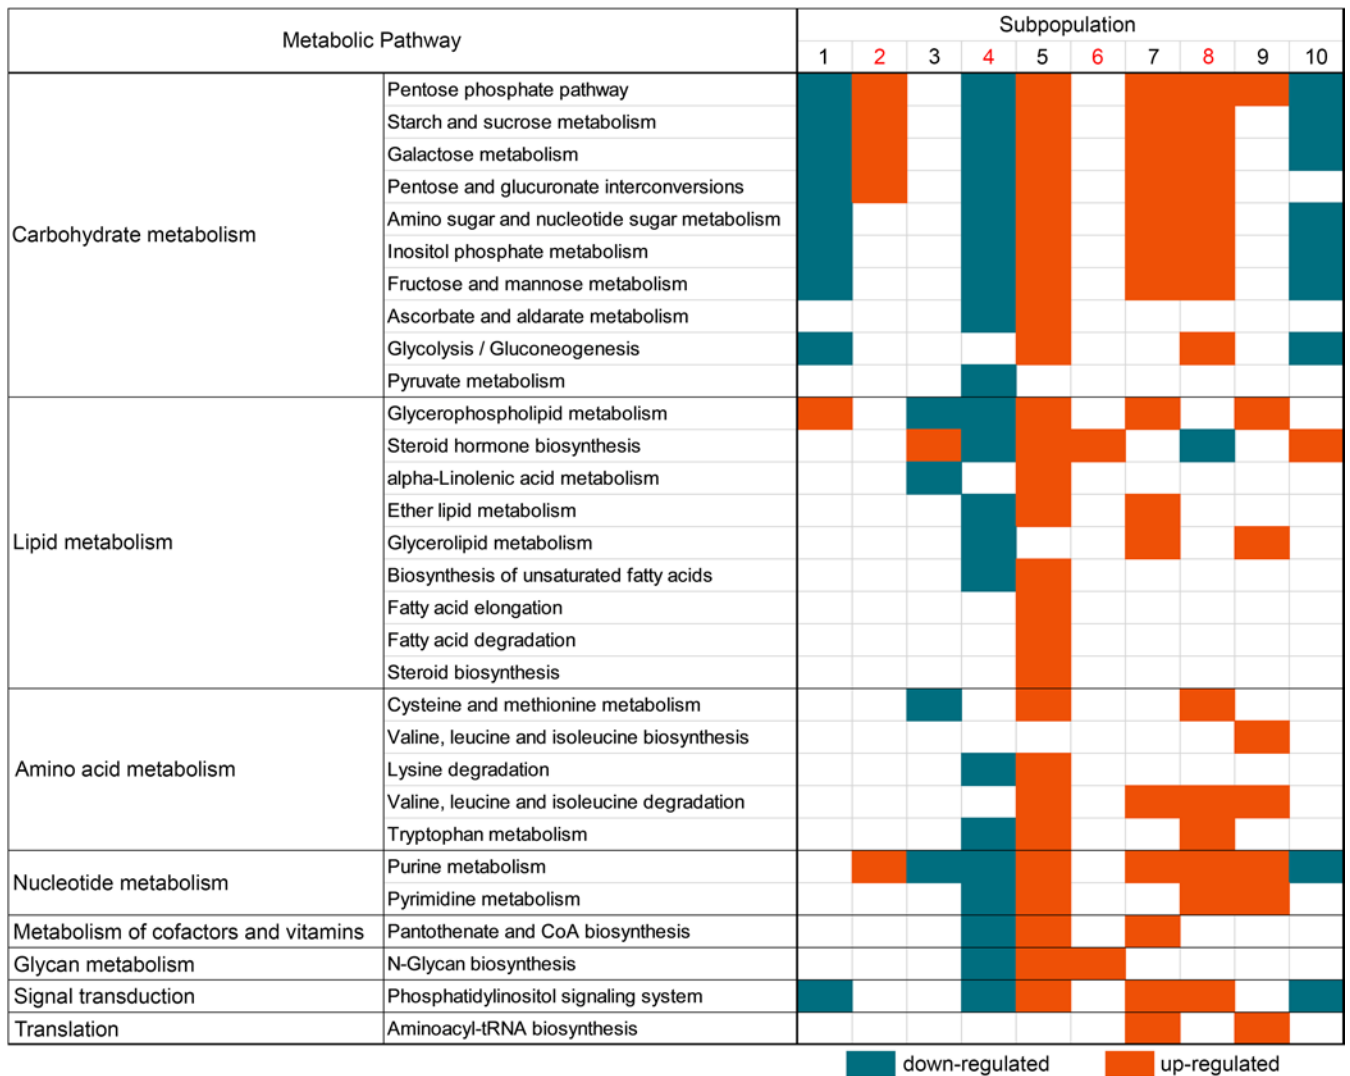 Metabolic Pathway
Subpopulation
1 2 3 4 5 6 7 8 9 10
Carbohydrate metabolism
Pentose phosphate pathway
Starch and sucrose metabolism
Galactose metabolism
Pentose and glucuronate interconversions
Amino sugar and nucleotide sugar metabolism
Inositol phosphate metabolism
Fructose and mannose metabolism
Ascorbate and aldarate metabolism
Glycolysis / Gluconeogenesis
Pyruvate metabolism
Lipid metabolism
Glycerophospholipid metabolism
Steroid hormone biosynthesis
alpha-Linolenic acid metabolism
Ether lipid metabolism
Glycerolipid metabolism
Biosynthesis of unsaturated fatty acids
Fatty acid elongation
Fatty acid degradation
Steroid biosynthesis
Amino acid metabolism
Cysteine and methionine metabolism
Valine, leucine and isoleucine biosynthesis
Lysine degradation
Valine, leucine and isoleucine degradation
Tryptophan metabolism
Nucleotide metabolism
Purine metabolism
Pyrimidine metabolism
Metabolism of cofactors and vitamins
Pantothenate and CoA biosynthesis
Glycan metabolism
N-Glycan biosynthesis
Signal transduction
Phosphatidylinositol signaling system
Translation
Aminoacyl-tRNA biosynthesis
down-regulated
up-regulated